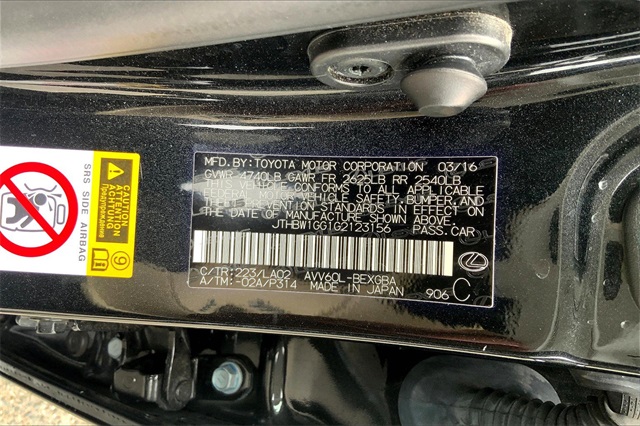 MFD.BY:TOYOTA MOTOR CORPORATION 03/16
GVWR 4740LB GAWR FR 2625LB RR 2540LB
THIS VEHICLE CONFORMS TO ALL APPLICABLE
FEDERAL MOTOR VEHICLE SAFETY, BUMPER, AND
THEFT PREVENTION STANDARDS IN EFFECT ON
THE DATE OF MANUFACTURE SHOWN ABOVE.
JTHBW1GG1G2123156 PASS.CAR
C/TR:223/LA02 AVV60L-BEXGBA
A/TM:-02A/P314 MADE IN JAPAN 906 C
SRS SIDE AIRBAG
CAUTION
ATTENTION
ACHTUNG
Предупреждение
9